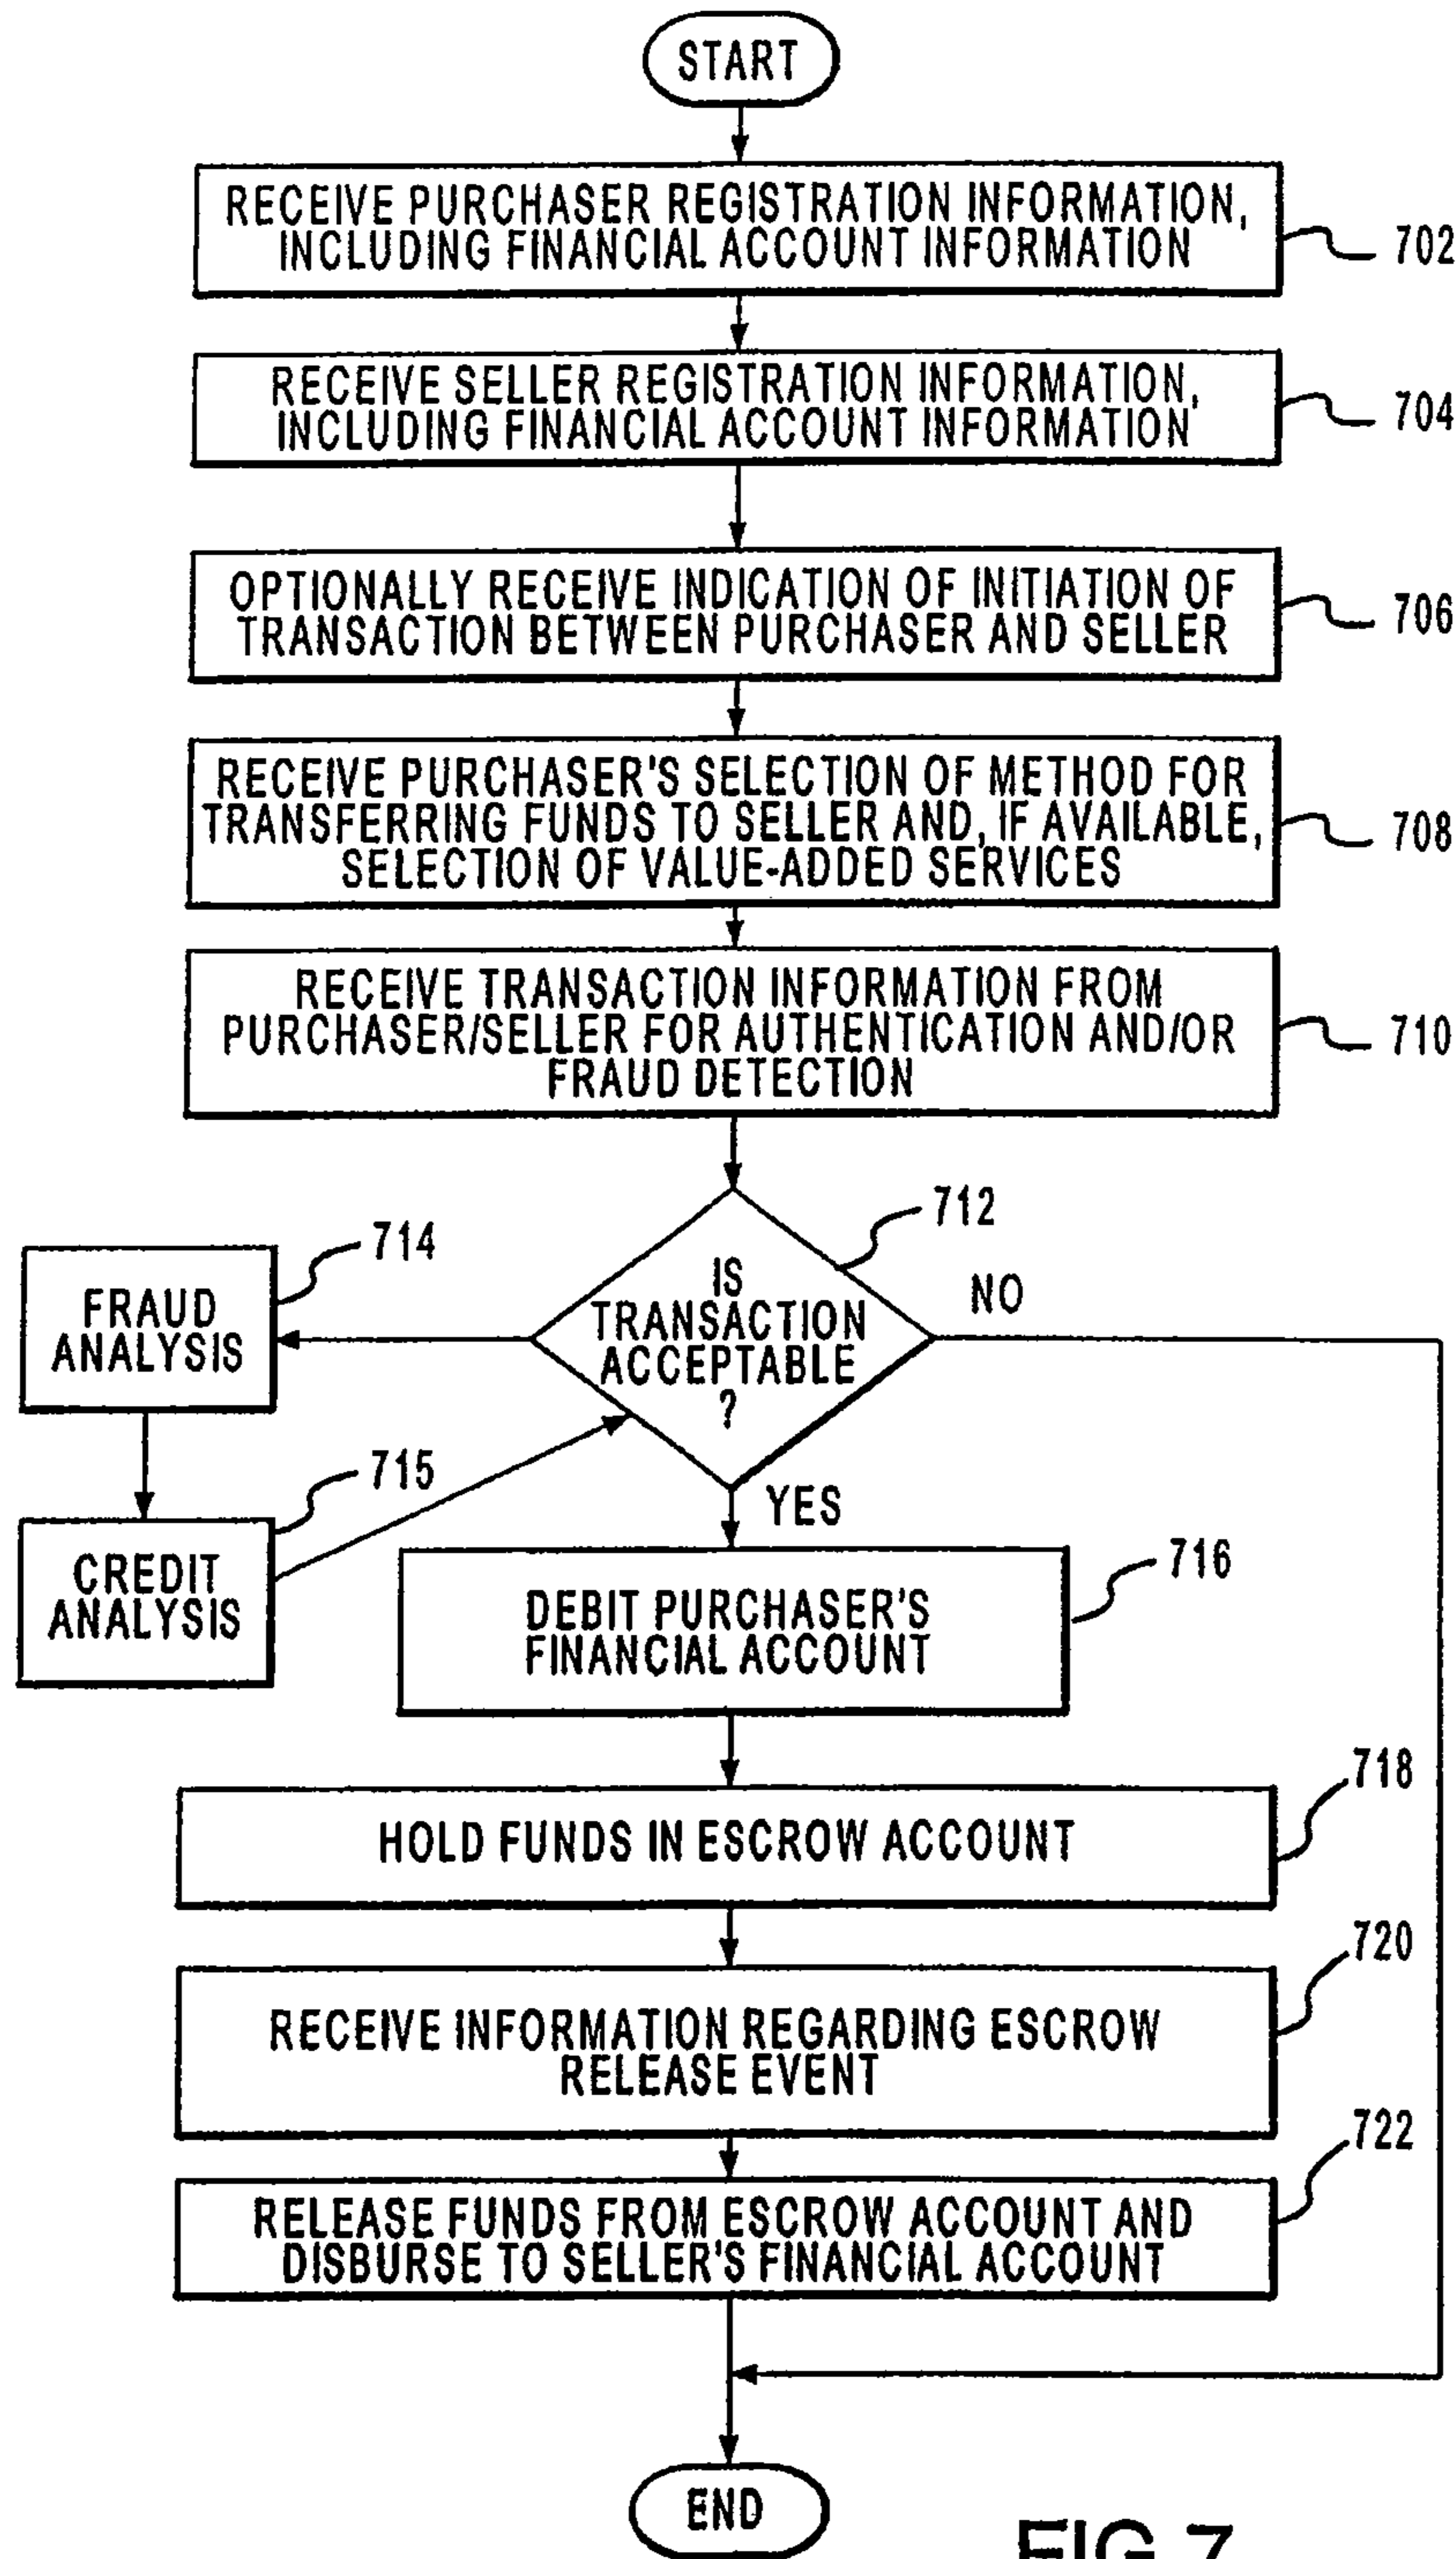 START
RECEIVE PURCHASER REGISTRATION INFORMATION,
INCLUDING FINANCIAL ACCOUNT INFORMATION
702
RECEIVE SELLER REGISTRATION INFORMATION,
INCLUDING FINANCIAL ACCOUNT INFORMATION
704
OPTIONALLY RECEIVE INDICATION OF INITIATION OF
TRANSACTION BETWEEN PURCHASER AND SELLER
706
RECEIVE PURCHASER'S SELECTION OF METHOD FOR
TRANSFERRING FUNDS TO SELLER AND, IF AVAILABLE,
SELECTION OF VALUE-ADDED SERVICES
708
RECEIVE TRANSACTION INFORMATION FROM
PURCHASER/SELLER FOR AUTHENTICATION AND/OR
FRAUD DETECTION
710
712
IS
TRANSACTION
ACCEPTABLE
?
NO
714
FRAUD
ANALYSIS
715
CREDIT
ANALYSIS
YES
716
DEBIT PURCHASER'S
FINANCIAL ACCOUNT
718
HOLD FUNDS IN ESCROW ACCOUNT
720
RECEIVE INFORMATION REGARDING ESCROW
RELEASE EVENT
722
RELEASE FUNDS FROM ESCROW ACCOUNT AND
DISBURSE TO SELLER'S FINANCIAL ACCOUNT
END
FIG. 7